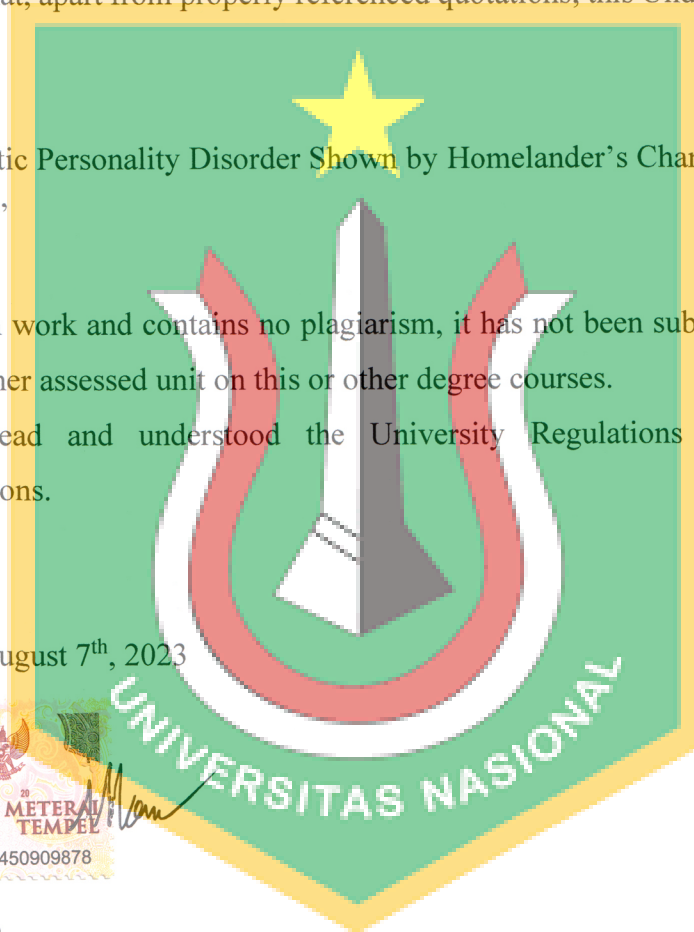 apart from properly referenced quotations, this
tic Personality Disorder Shown by Homelander's Char
work and contains no plagiarism, it has not been sub
her assessed unit on this or other degree courses.
ead and understood the University Regulations
ons.
ugust 7th, 2023
UNIVERSITAS NASIONAL
20
METERAI
TEMPEL
450909878